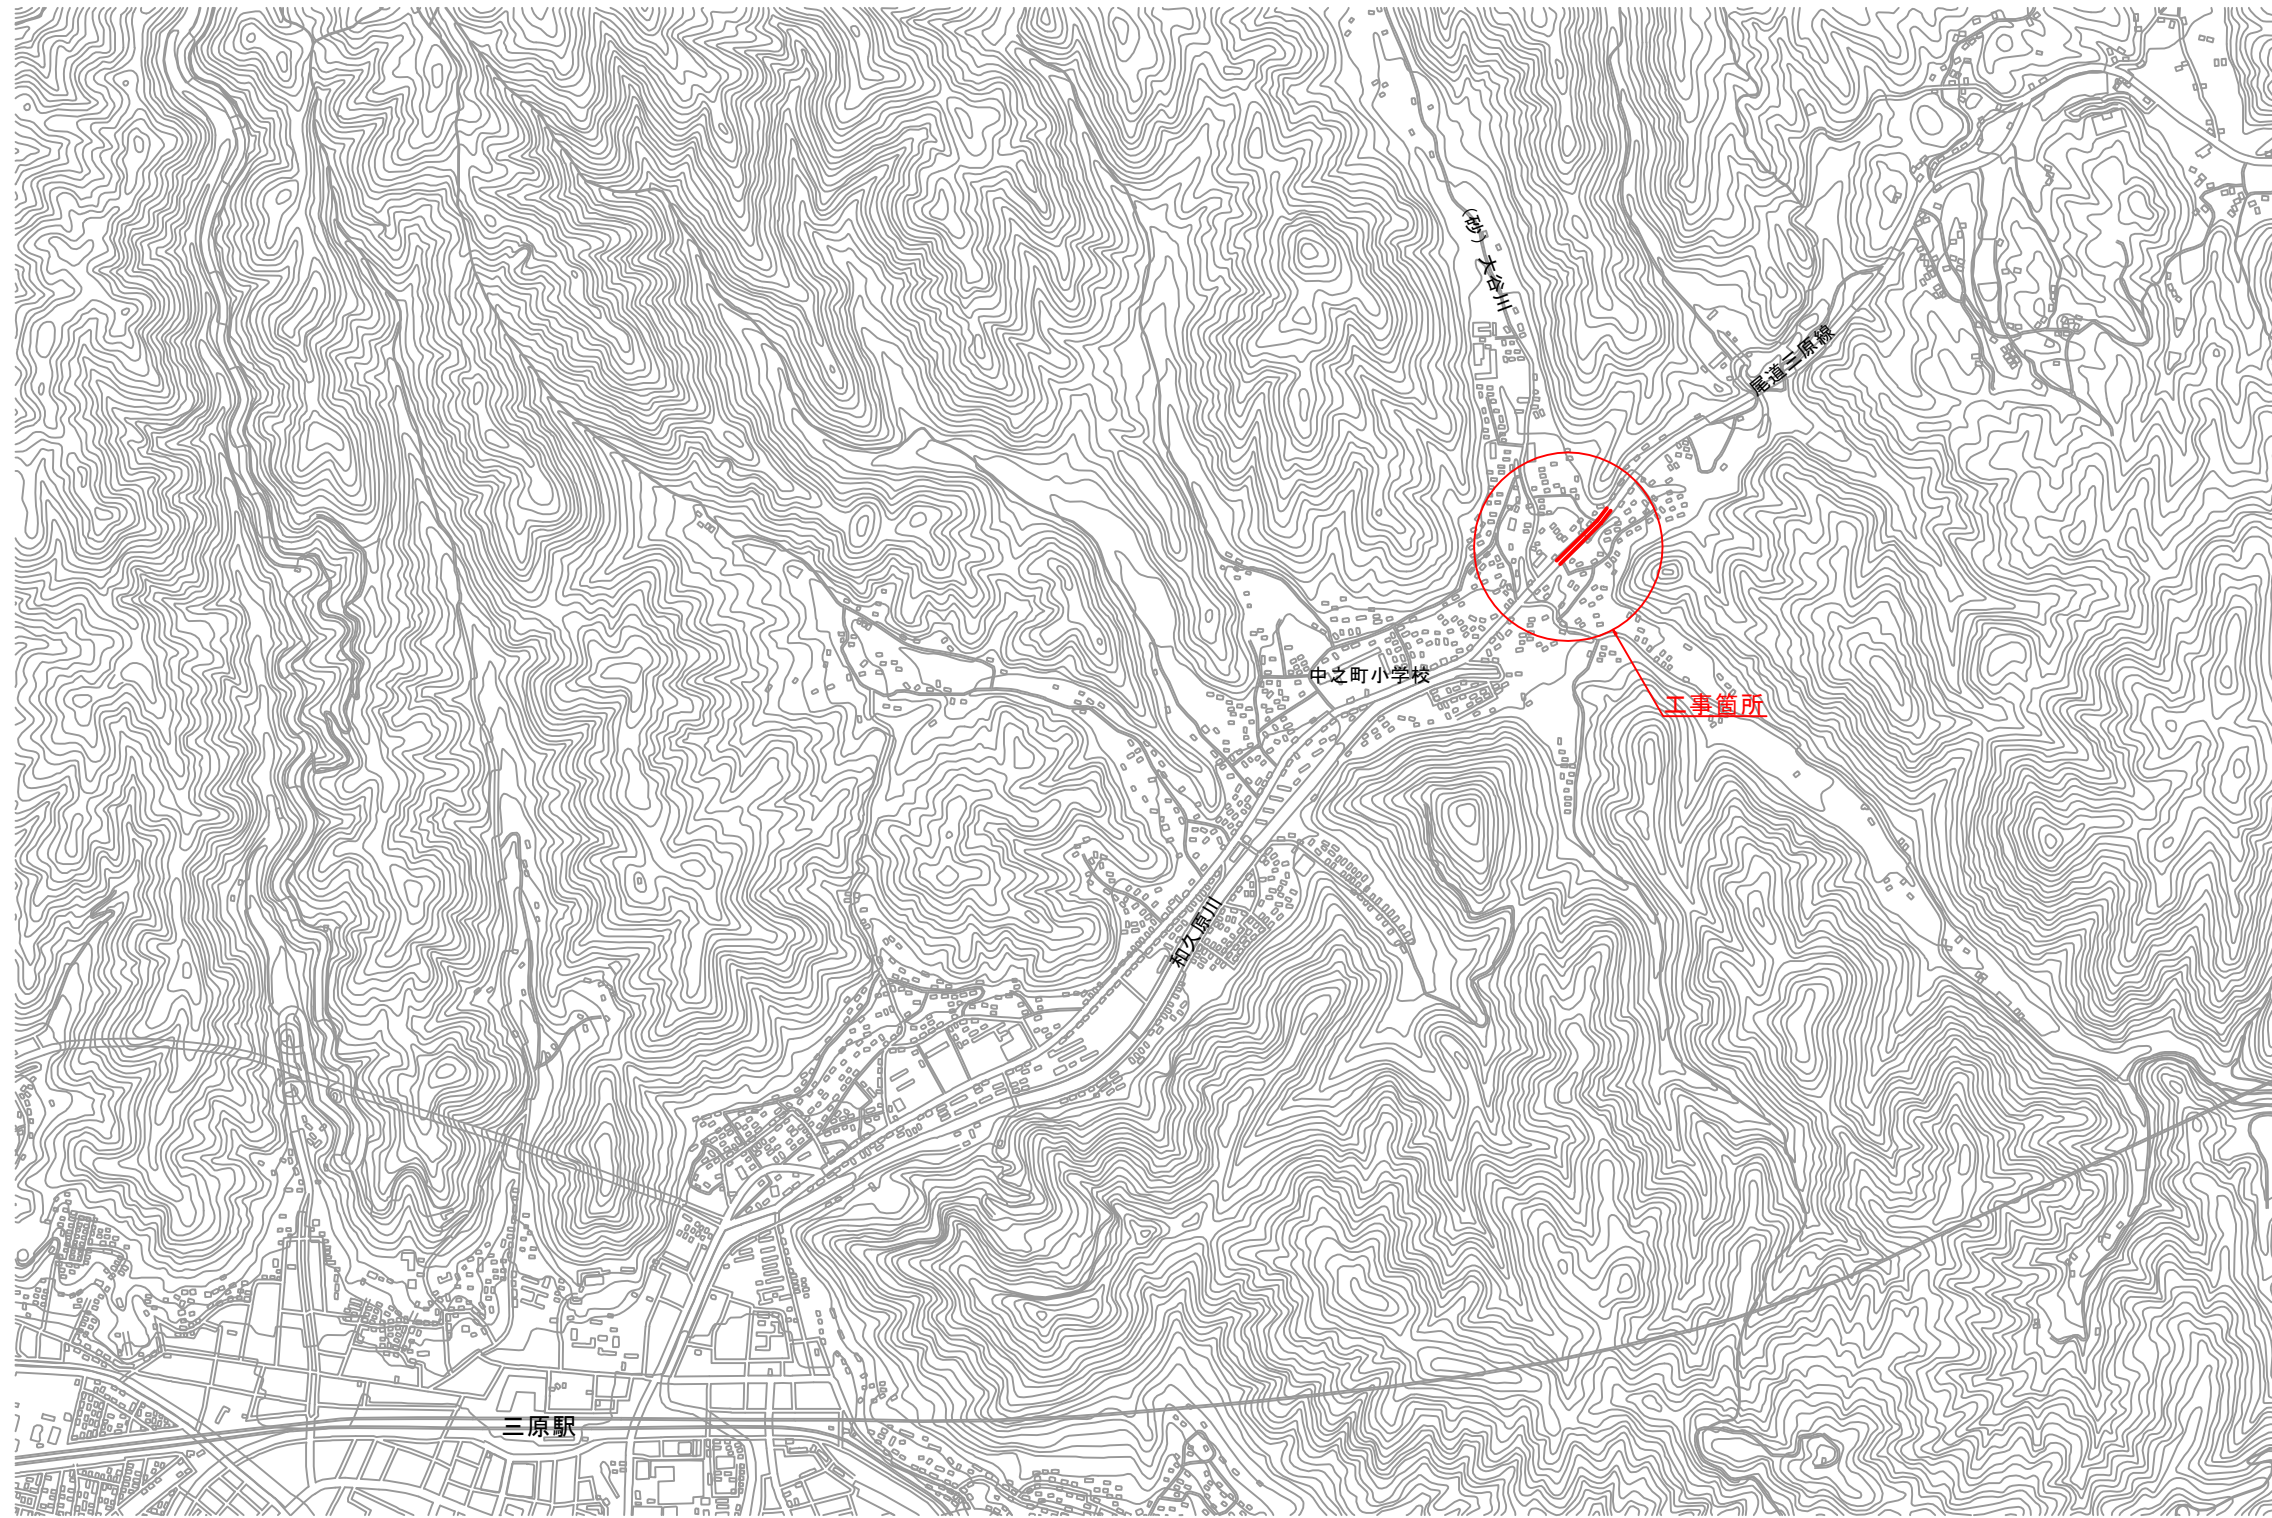 (砂) 大谷川
尾道三原線
中之町小学校
工事箇所
和久原川
三原駅